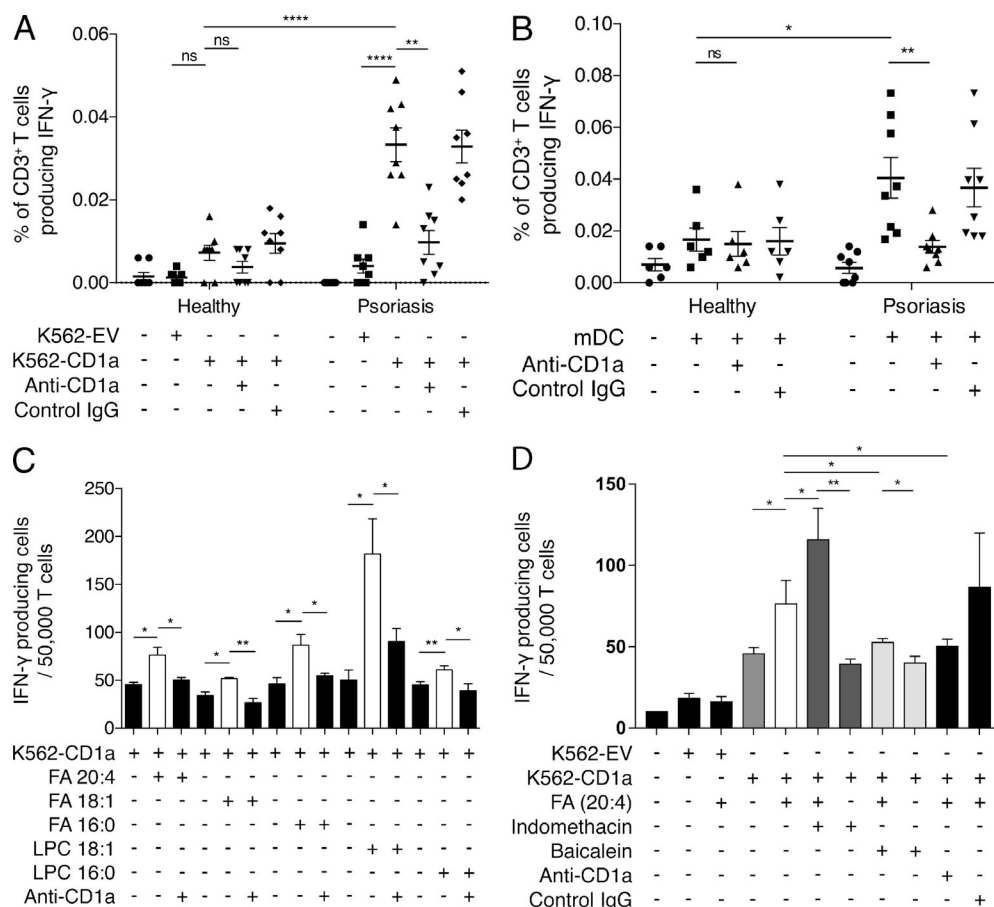 A
0.06
0.04
0.02
0.00
% of CD3+ T cells
producing IFN-γ
ns
ns
****
****
**
Healthy
Psoriasis
K562-EV - + - - - - + - - -
K562-CD1a - - + + + - - + + +
Anti-CD1a - - - + - - - - + -
Control IgG - - - - + - - - - +
B
0.10
0.08
0.06
0.04
0.02
0.00
% of CD3+ T cells
producing IFN-γ
*
ns
**
Healthy
Psoriasis
mDC - + + + - + + +
Anti-CD1a - - + - - - + -
Control IgG - - - + - - - +
C
250
200
150
100
50
0
IFN-γ producing cells
/ 50,000 T cells
* * * ** * * * * ** *
K562-CD1a + + + + + + + + + + + + + + +
FA 20:4 - + + - - - - - - - - - - - -
FA 18:1 - - - - + + - - - - - - - - -
FA 16:0 - - - - - - - + + - - - - - -
LPC 18:1 - - - - - - - - - - + + - - -
LPC 16:0 - - - - - - - - - - - - - + +
Anti-CD1a - - + - - + - - + - - + - - +
D
150
100
50
0
IFN-γ producing cells
/ 50,000 T cells
*
*
* * ** *
K562-EV - + + - - - - - - - -
K562-CD1a - - - + + + + + + + +
FA (20:4) - - + - + + - + - + +
Indomethacin - - - - - + + - - - -
Baicalein - - - - - - - + + - -
Anti-CD1a - - - - - - - - - + -
Control IgG - - - - - - - - - - +